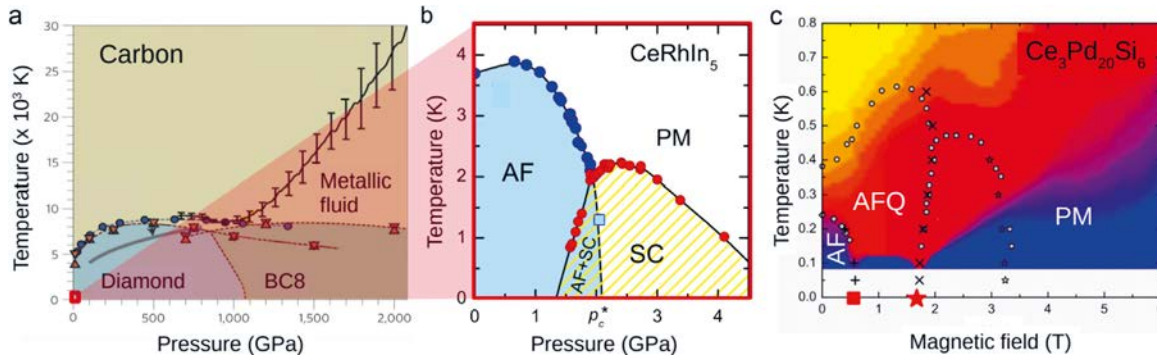 a
Carbon
Metallic
fluid
Diamond
BC8
Temperature (x 10³ K)
30
25
20
15
10
5
0
0
500
1,000
1,500
2,000
Pressure (GPa)
b
CeRhIn₅
PM
AF
AF+SC
SC
Temperature (K)
4
3
2
1
0
0
1
2
p꜀*
3
4
Pressure (GPa)
c
Ce₃Pd₂₀Si₆
AFQ
AF
PM
Temperature (K)
0.8
0.7
0.6
0.5
0.4
0.3
0.2
0.1
0.0
0
1
2
3
4
5
6
Magnetic field (T)